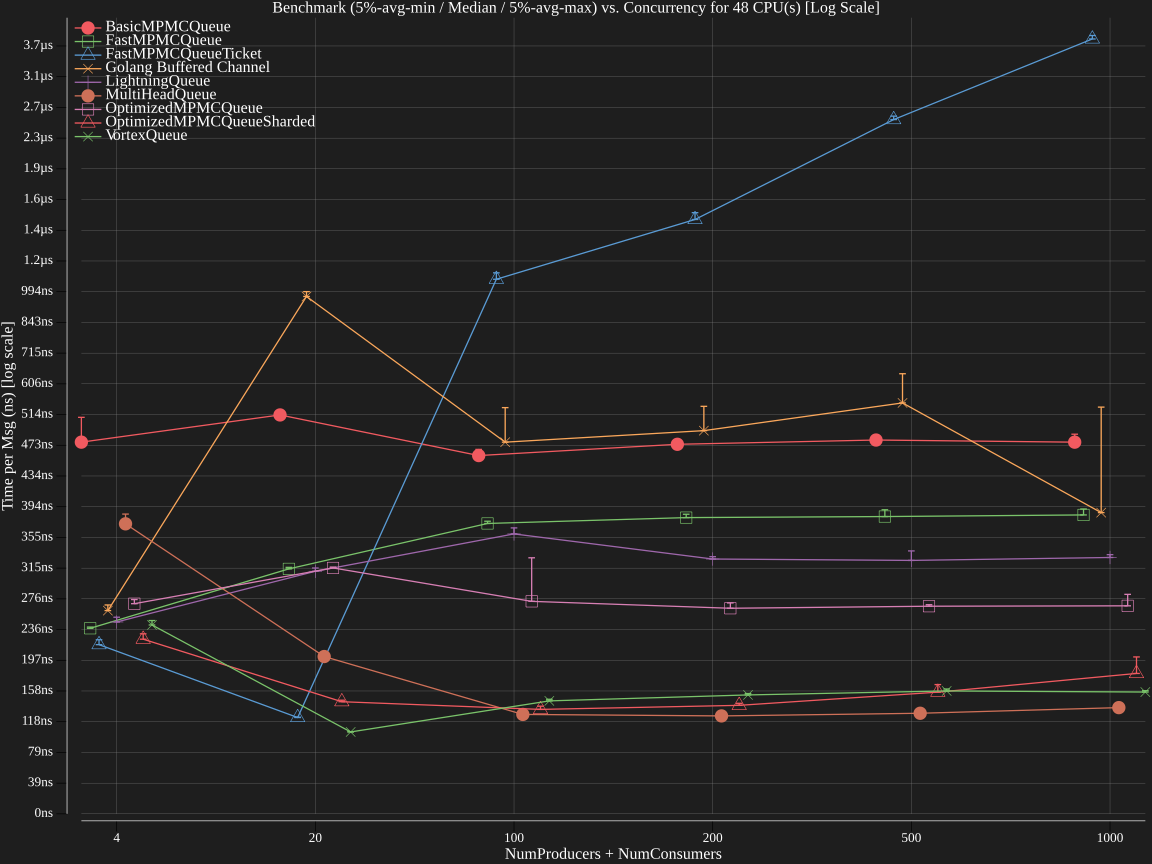 Benchmark (5%-avg-min / Median / 5%-avg-max) vs. Concurrency for 48 CPU(s) [Log Scale]
BasicMPMCQueue
FastMPMCQueue
FastMPMCQueueTicket
Golang Buffered Channel
LightningQueue
MultiHeadQueue
OptimizedMPMCQueue
OptimizedMPMCQueueSharded
VortexQueue
Time per Msg (ns) [log scale]
3.7µs
3.1µs
2.7µs
2.3µs
1.9µs
1.6µs
1.4µs
1.2µs
994ns
843ns
715ns
606ns
514ns
473ns
434ns
394ns
355ns
315ns
276ns
236ns
197ns
158ns
118ns
79ns
39ns
0ns
4 20 100 200 500 1000
NumProducers + NumConsumers